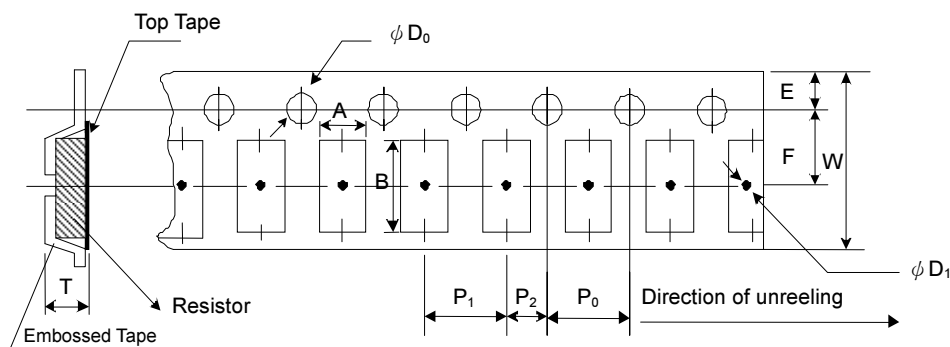 Top Tape
ϕ D₀
A
E
F
W
B
ϕ D₁
T
Resistor
P₁
P₂
P₀
Direction of unreeling
Embossed Tape